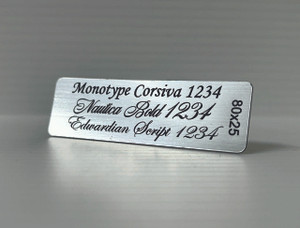 Monotype Corsiva 1234
Nautica Bold 1234
Edwardian Script 1234
80x25